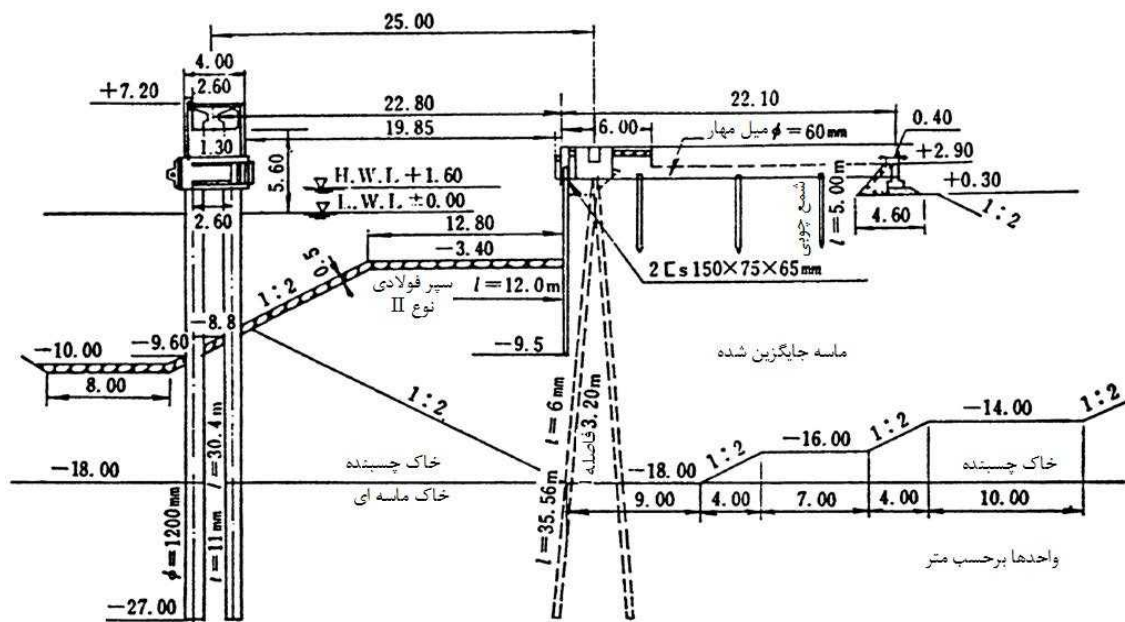 25.00
4.00
2.60
+7.20
22.80
22.10
19.85
6.00
میل مهار ϕ=60mm
0.40
1.30
5.60
+2.90
H.W.L+1.60
+0.30
L.W.L±0.00
2.60
شمع چوبی
l=5.00m
4.60
1:2
12.80
-3.40
2⊏s 150×75×65mm
0.5
1:2
سپر فولادی
نوع II
l=12.0m
-8.8
-9.60
-10.00
-9.5
ماسه جایگزین شده
8.00
1:2
1:2
-14.00
1:2
-16.00
1:2
-18.00
خاک چسبنده
-18.00
خاک چسبنده
خاک ماسه ای
9.00
4.00
7.00
4.00
10.00
ϕ=1200mm
l=11mm
l=30.4m
l=35.56m
l=6mm
فاصله 3.20m
واحدها برحسب متر
-27.00